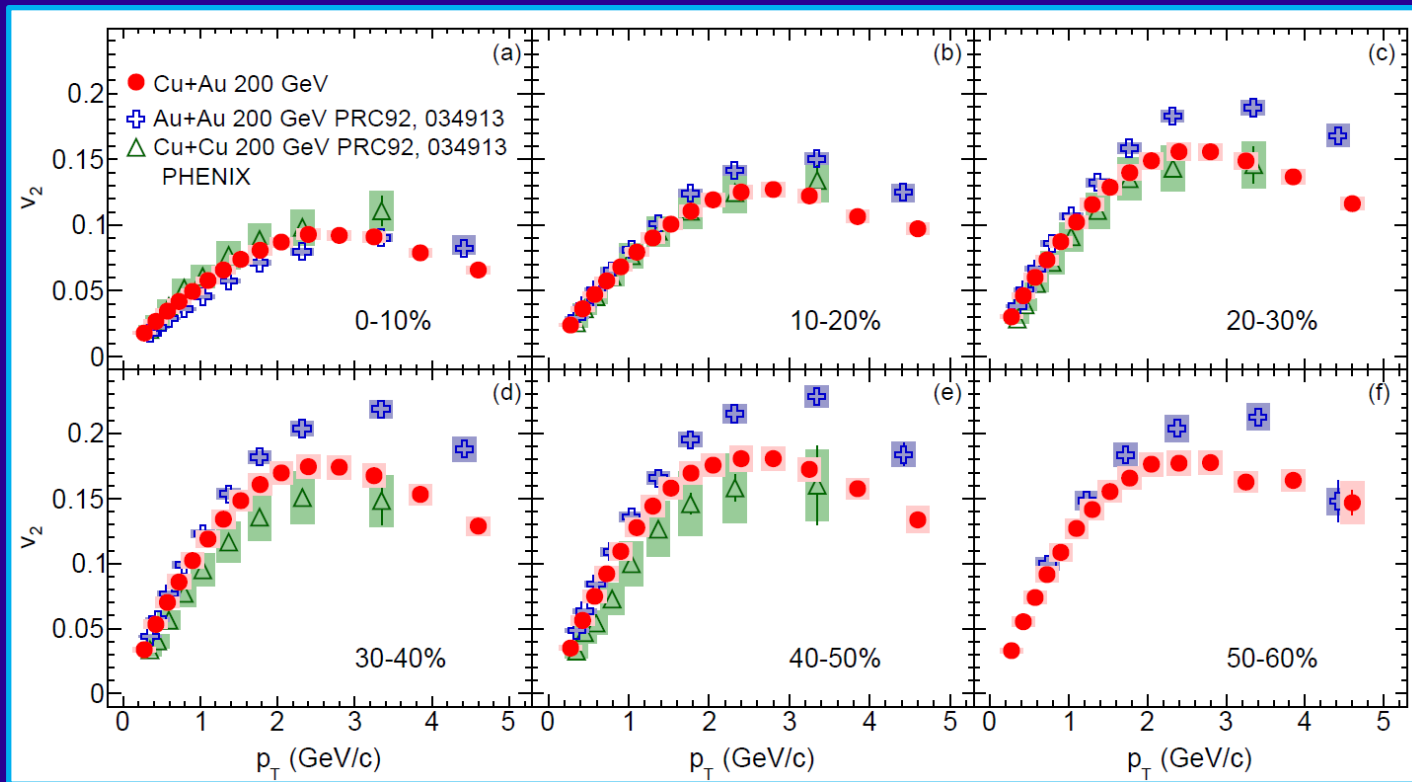 (a)
(b)
(c)
Cu+Au 200 GeV
Au+Au 200 GeV PRC92, 034913
Cu+Cu 200 GeV PRC92, 034913
PHENIX
0.2
0.15
0.1
0.05
0
v2
0-10%
10-20%
20-30%
(d)
(e)
(f)
0.2
0.15
0.1
0.05
0
v2
30-40%
40-50%
50-60%
0 1 2 3 4 5
0 1 2 3 4 5
0 1 2 3 4 5
pT (GeV/c)
pT (GeV/c)
pT (GeV/c)